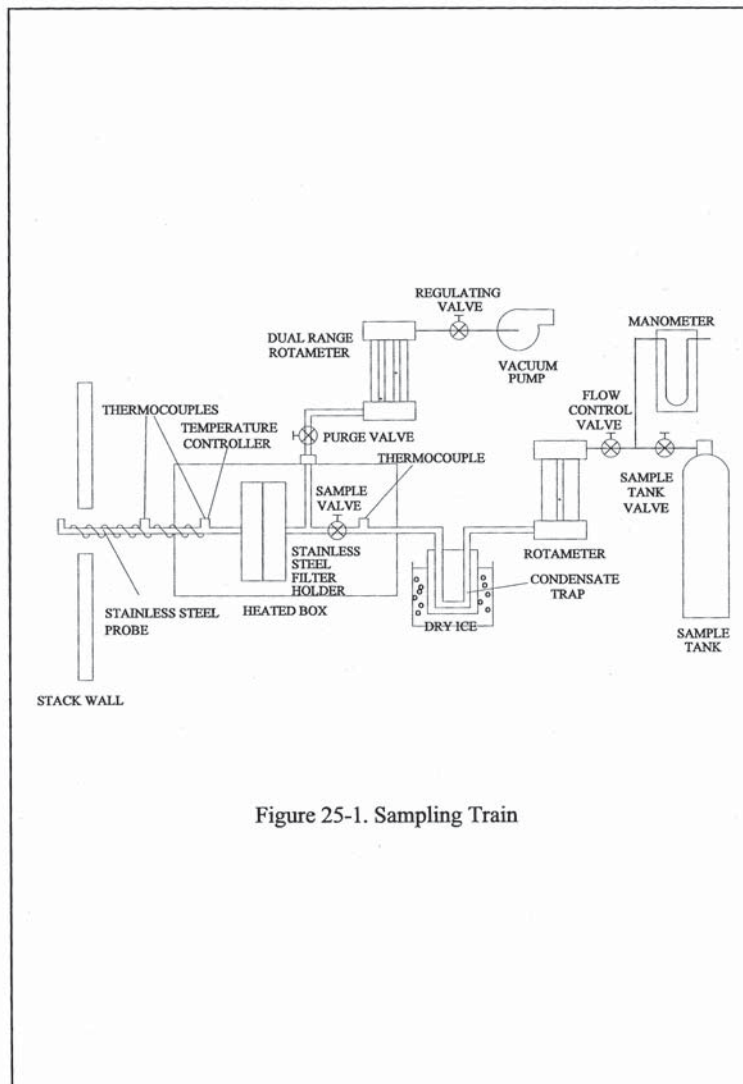 REGULATING
VALVE
MANOMETER
DUAL RANGE
ROTAMETER
VACUUM
PUMP
FLOW
CONTROL
VALVE
THERMOCOUPLES
TEMPERATURE
CONTROLLER
PURGE VALVE
THERMOCOUPLE
SAMPLE
VALVE
SAMPLE
TANK
VALVE
ROTAMETER
STAINLESS
STEEL
FILTER
HOLDER
CONDENSATE
TRAP
STAINLESS STEEL
PROBE
HEATED BOX
DRY ICE
SAMPLE
TANK
STACK WALL
Figure 25-1. Sampling Train